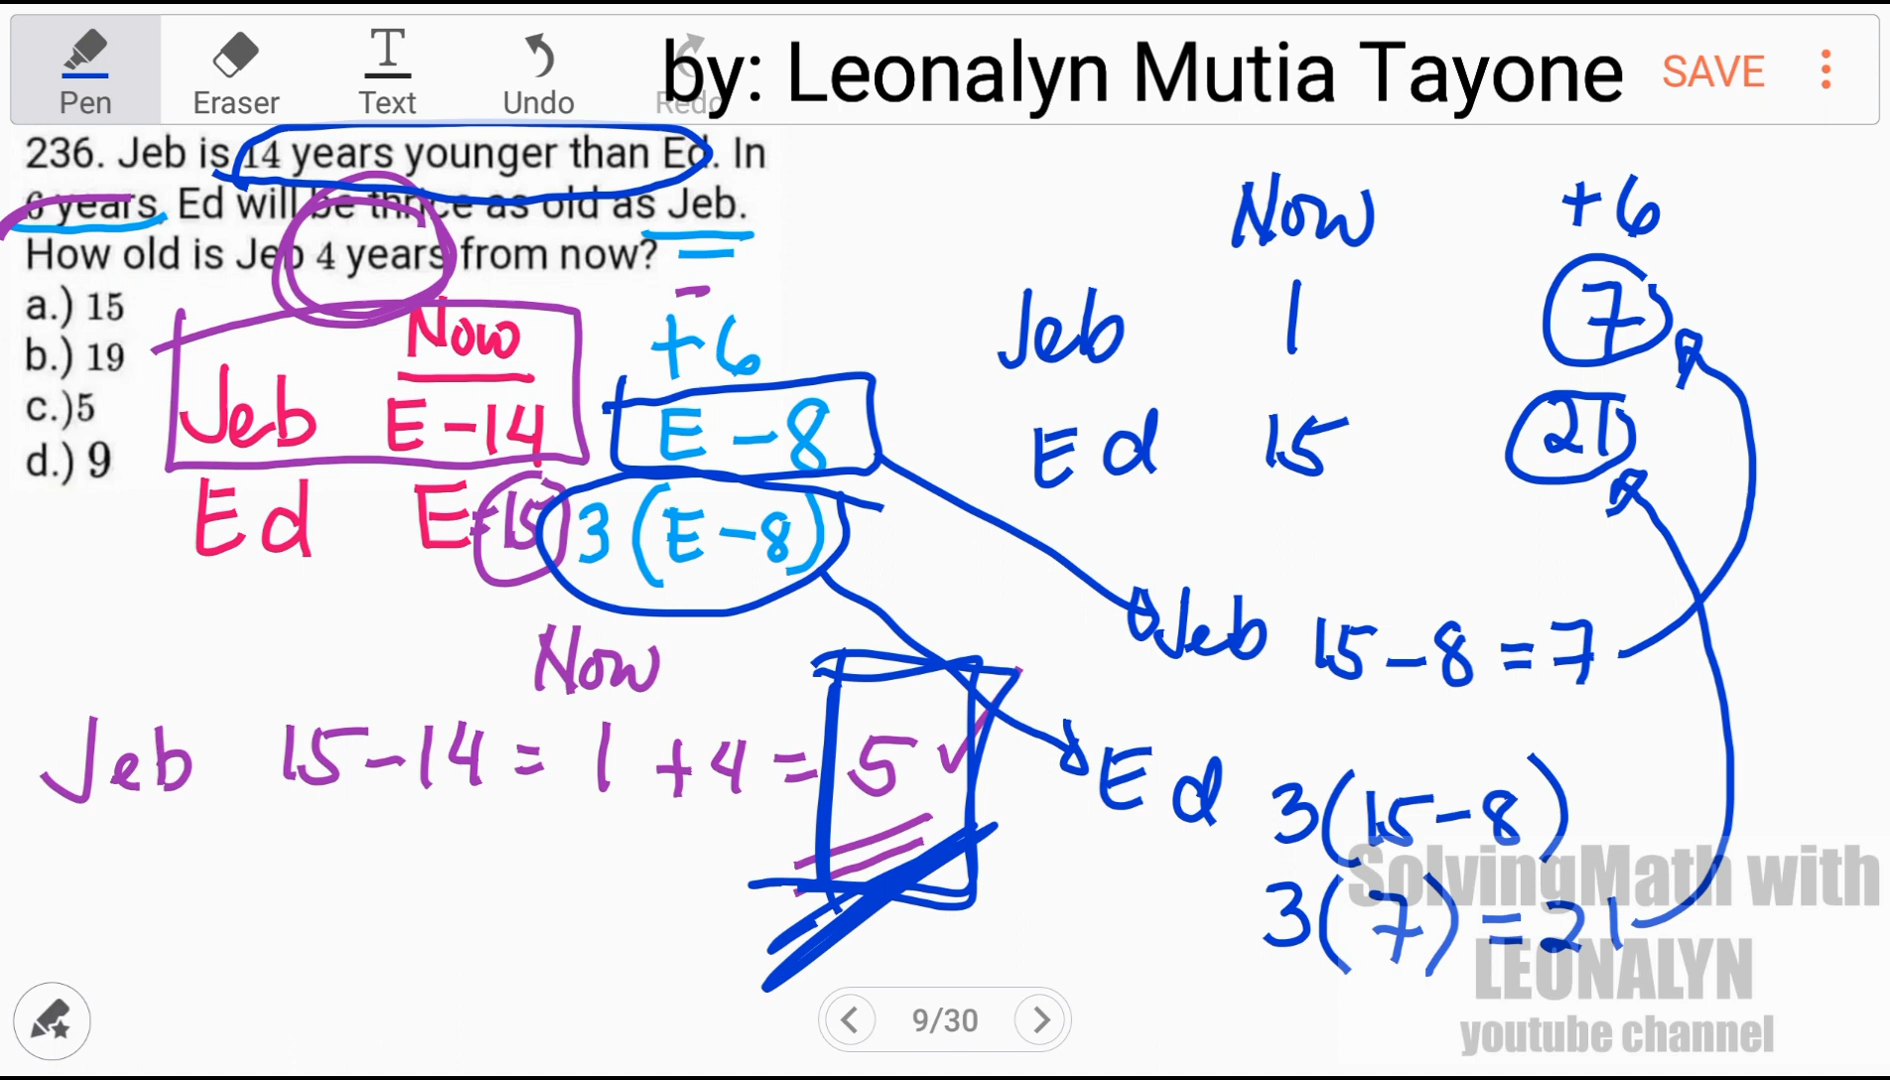 Pen Eraser Text Undo Redo by: Leonalyn Mutia Tayone SAVE
236. Jeb is 14 years younger than Ed. In
6 years, Ed will be thrice as old as Jeb.
How old is Jeb 4 years from now?
a.) 15
b.) 19
c.)5
d.) 9
Now +6
Jeb E-14 E-8
Ed E=15 3(E-8)
Now
Jeb 15-14 = 1 +4 = 5
Now +6
Jeb 1 7
Ed 15 21
Jeb 15-8=7
Ed 3(15-8)
3(7)=21
SolvingMath with
LEONALYN
youtube channel
9/30